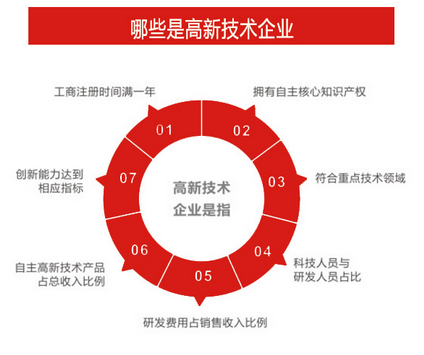 哪些是高新技术企业
工商注册时间满一年
01
拥有自主核心知识产权
02
符合重点技术领域
03
科技人员与
研发人员占比
04
研发费用占销售收入比例
05
自主高新技术产品
占总收入比例
06
创新能力达到
相应指标
07
高新技术
企业是指